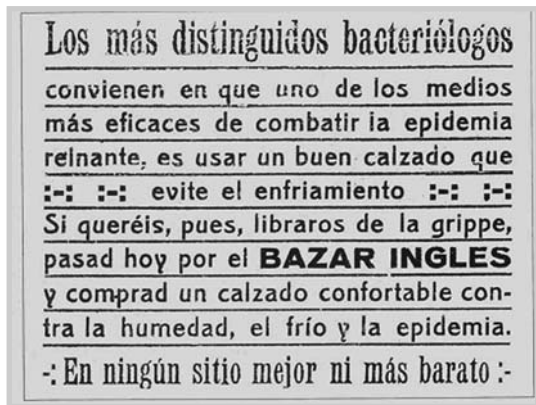 Los más distinguidos bacteriólogos
convienen en que uno de los medios
más eficaces de combatir la epidemia
reinante, es usar un buen calzado que
:-: :-: evite el enfriamiento :-: :-:
Si queréis, pues, libraros de la grippe,
pasad hoy por el BAZAR INGLES
y comprad un calzado confortable con-
tra la humedad, el frío y la epidemia.
-: En ningún sitio mejor ni más barato :-